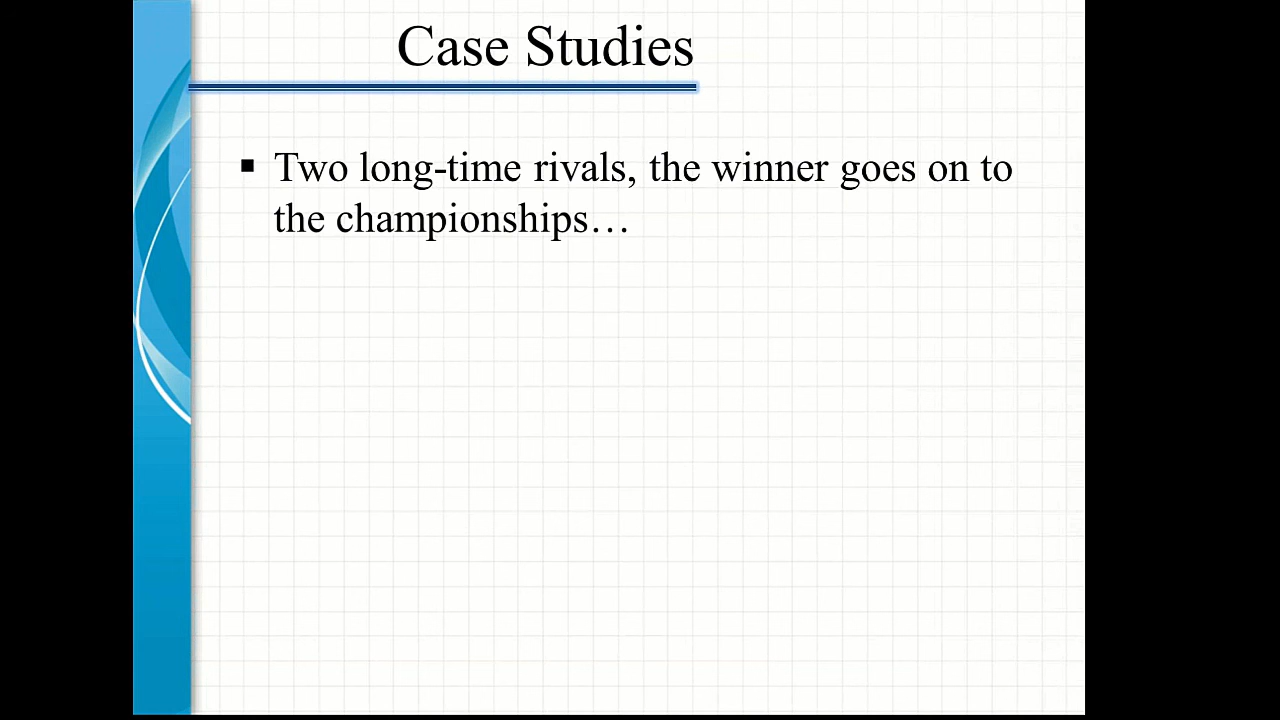 Case Studies
▪ Two long-time rivals, the winner goes on to
the championships…